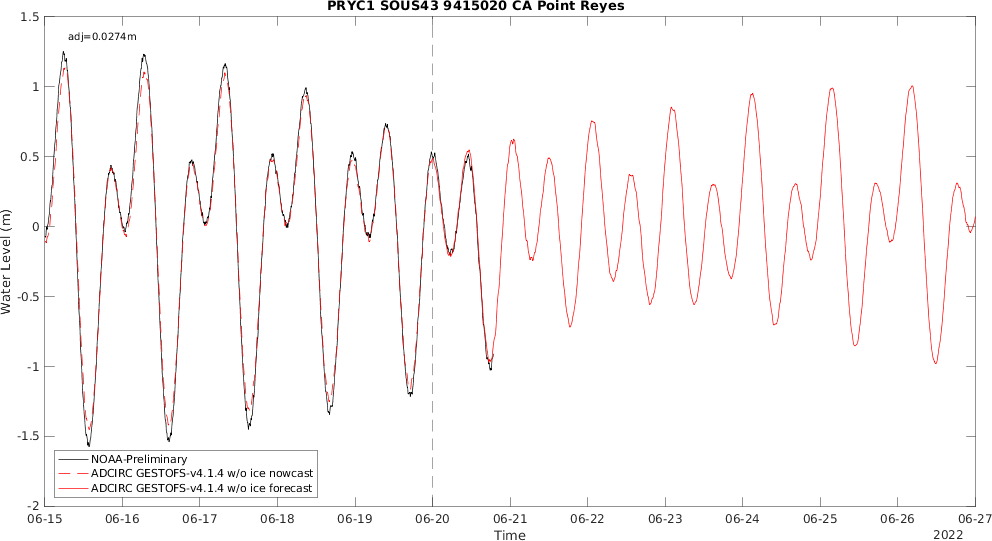 PRYC1 SOUS43 9415020 CA Point Reyes
adj=0.0274m
1.5
1
0.5
0
-0.5
-1
-1.5
-2
Water Level (m)
NOAA-Preliminary
ADCIRC GESTOFS-v4.1.4 w/o ice nowcast
ADCIRC GESTOFS-v4.1.4 w/o ice forecast
06-15 06-16 06-17 06-18 06-19 06-20 06-21 06-22 06-23 06-24 06-25 06-26 06-27
Time
2022